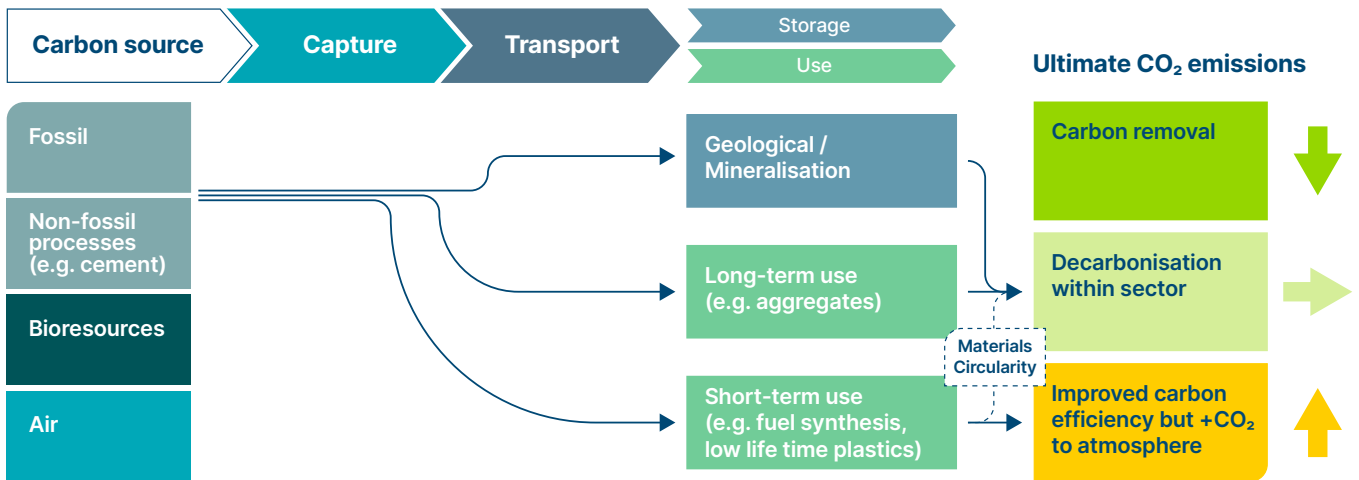 Carbon source
Capture
Transport
Storage
Use
Ultimate CO₂ emissions
Fossil
Non-fossil
processes
(e.g. cement)
Bioresources
Air
Geological /
Mineralisation
Long-term use
(e.g. aggregates)
Short-term use
(e.g. fuel synthesis,
low life time plastics)
Materials
Circularity
Carbon removal
Decarbonisation
within sector
Improved carbon
efficiency but +CO₂
to atmosphere